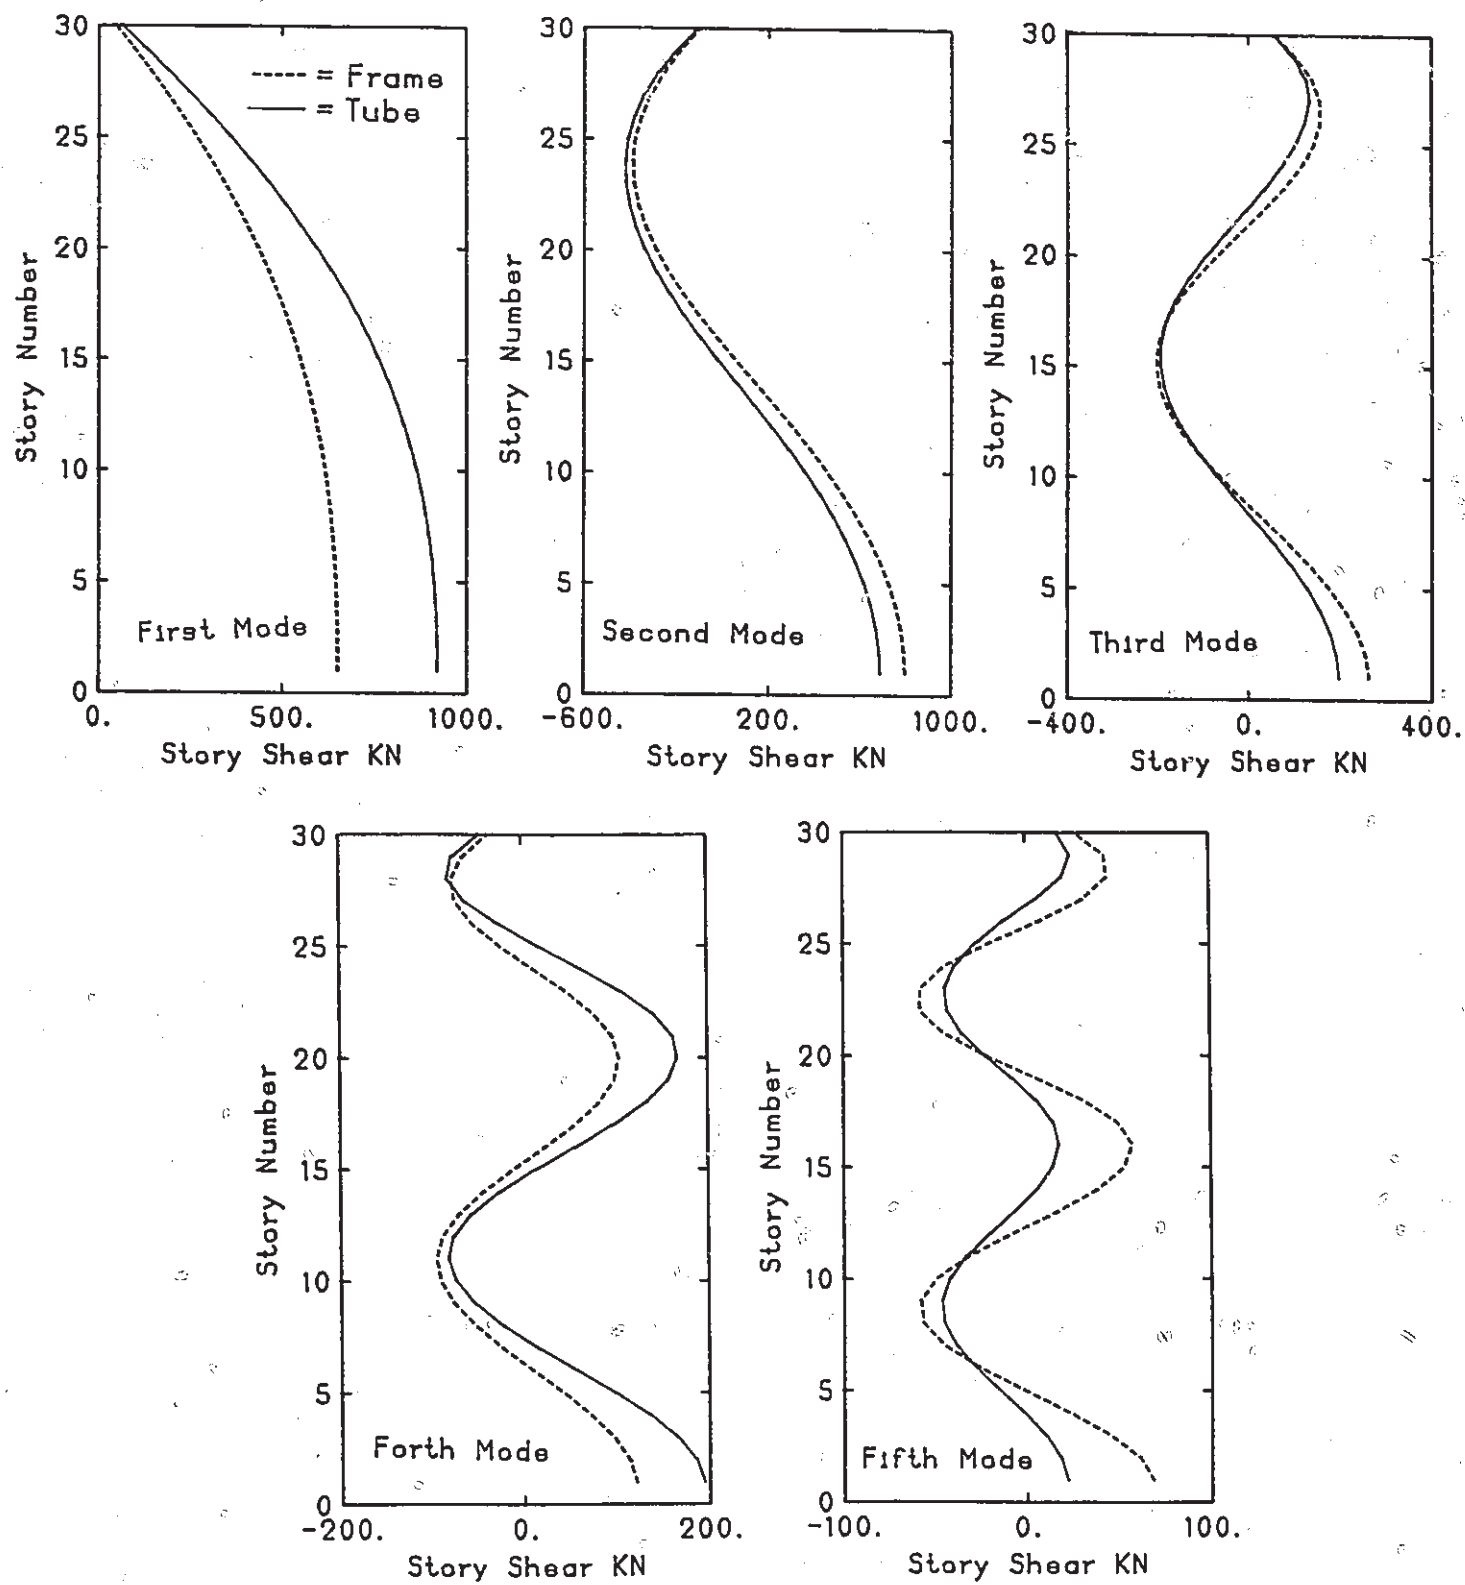 30
25
20
15
10
5
0
Story Number
----- = Frame
—— = Tube
First Mode
0. 500. 1000.
Story Shear KN
30
25
20
15
10
5
0
Story Number
Second Mode
-600. 200. 1000.
Story Shear KN
30
25
20
15
10
5
0
Story Number
Third Mode
-400. 0. 400.
Story Shear KN
30
25
20
15
10
5
0
Story Number
Forth Mode
-200. 0. 200.
Story Shear KN
30
25
20
15
10
5
0
Story Number
Fifth Mode
-100. 0. 100.
Story Shear KN